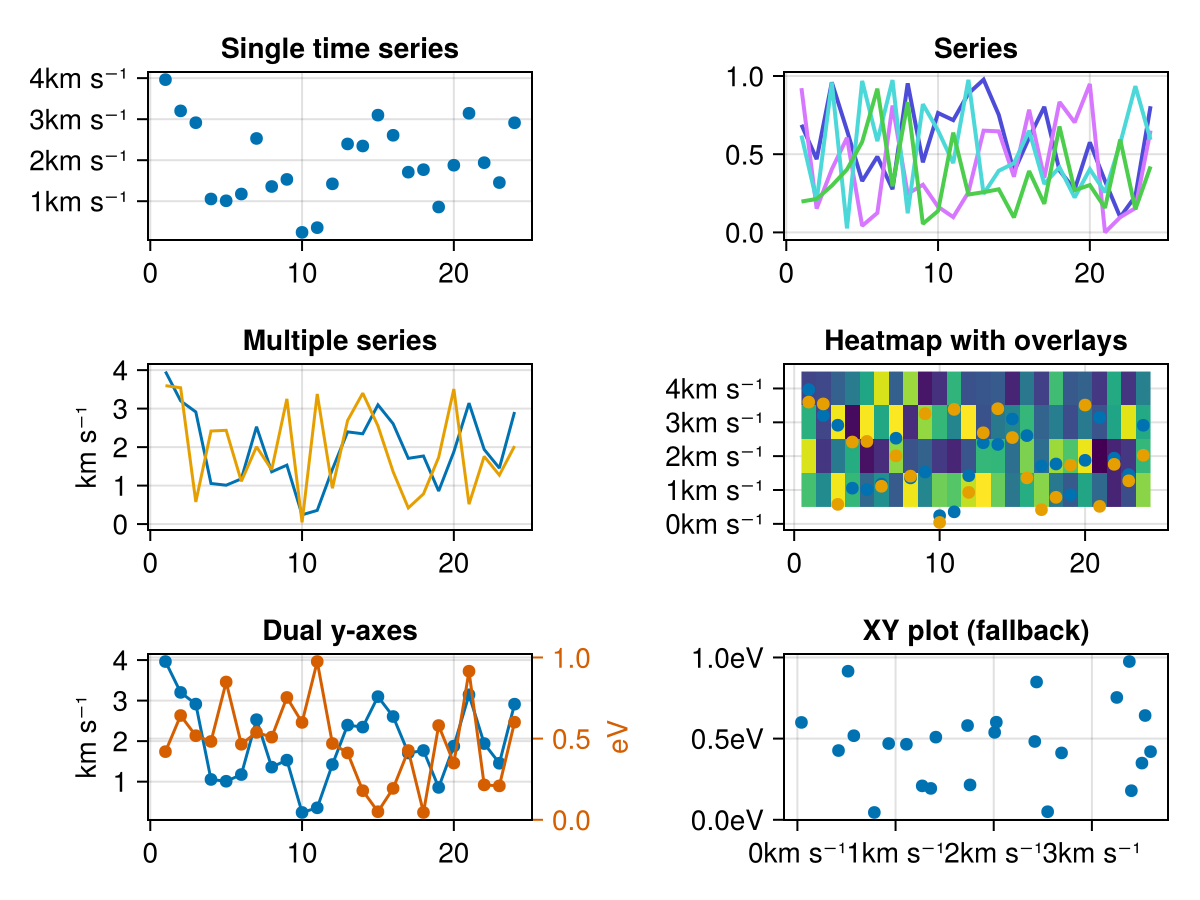 Single time series
4km s⁻¹
3km s⁻¹
2km s⁻¹
1km s⁻¹
0 10 20
Series
1.0
0.5
0.0
0 10 20
Multiple series
km s⁻¹
4
3
2
1
0
0 10 20
Heatmap with overlays
4km s⁻¹
3km s⁻¹
2km s⁻¹
1km s⁻¹
0km s⁻¹
0 10 20
Dual y-axes
km s⁻¹
4
3
2
1
0 10 20
1.0
0.5
0.0
eV
XY plot (fallback)
1.0eV
0.5eV
0.0eV
0km s⁻¹1km s⁻¹2km s⁻¹3km s⁻¹